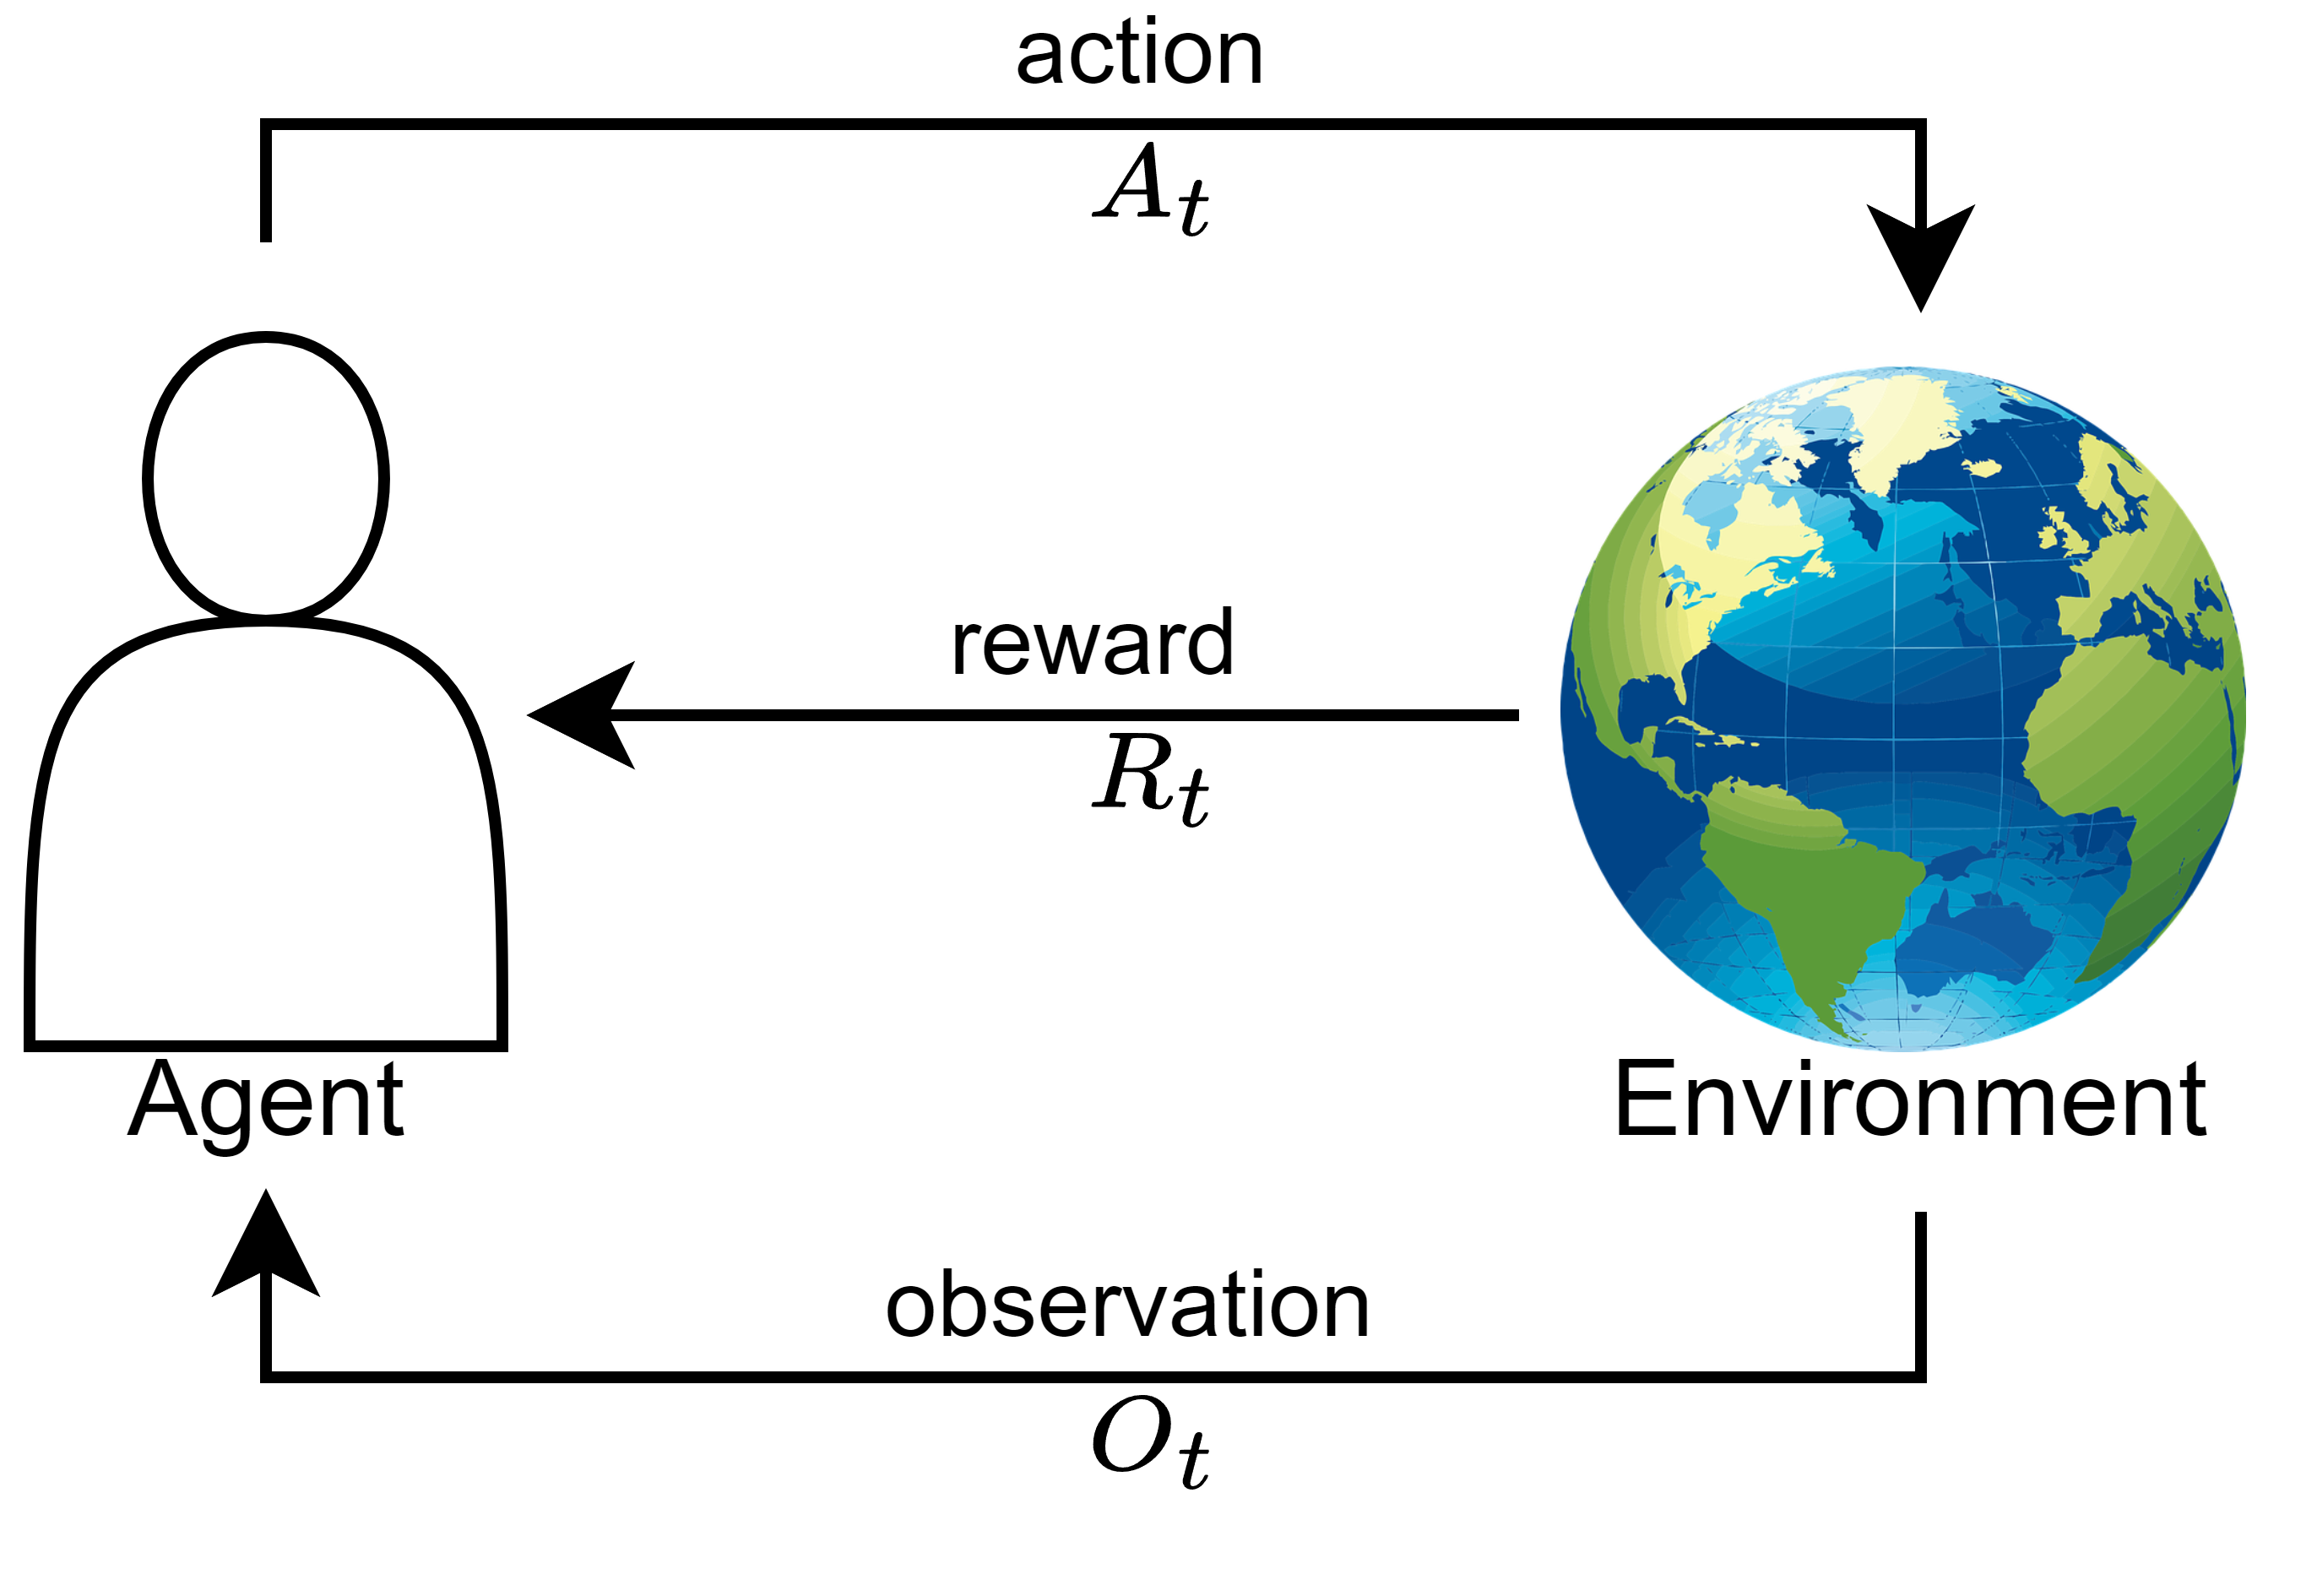 action
A_t
reward
R_t
Agent
Environment
observation
O_t